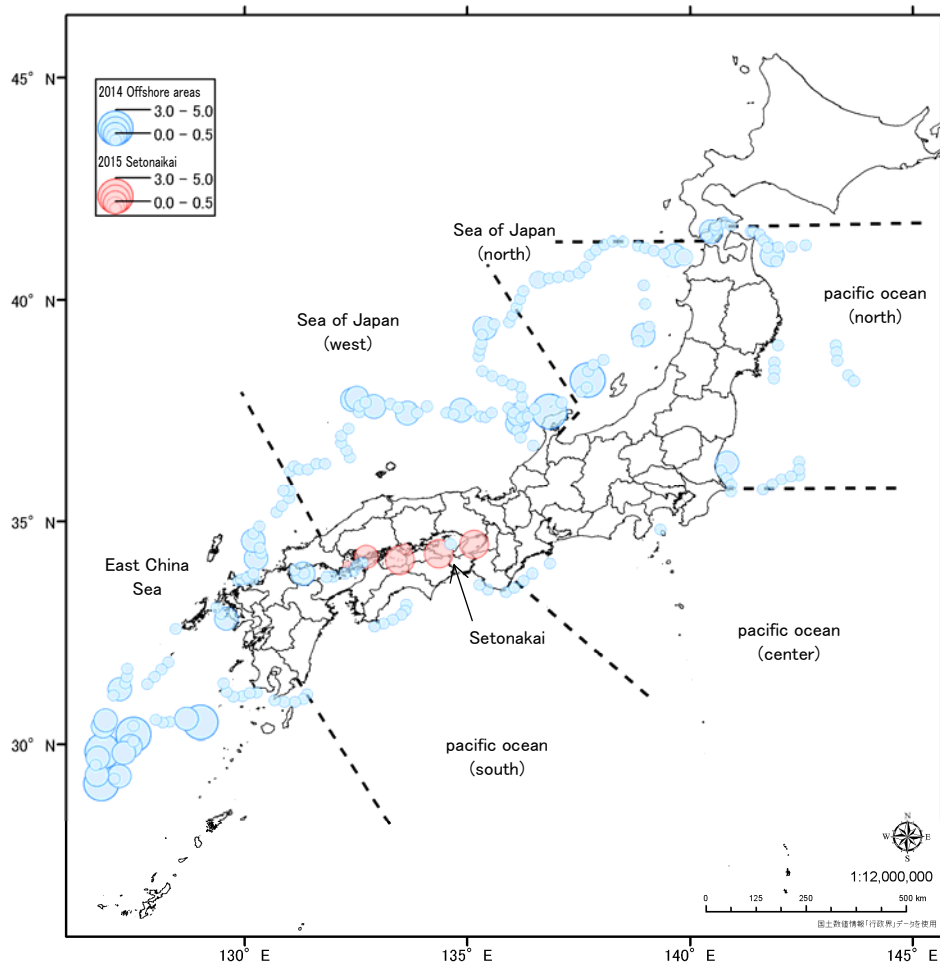 45° N
40° N
35° N
30° N
130° E
135° E
140° E
145° E
2014 Offshore areas
3.0 - 5.0
0.0 - 0.5
2015 Setonaikai
3.0 - 5.0
0.0 - 0.5
Sea of Japan
(north)
pacific ocean
(north)
Sea of Japan
(west)
East China
Sea
Setonakai
pacific ocean
(center)
pacific ocean
(south)
N
W
E
S
1:12,000,000
0 125 250 500 km
国土数値情報「行政界」データを使用